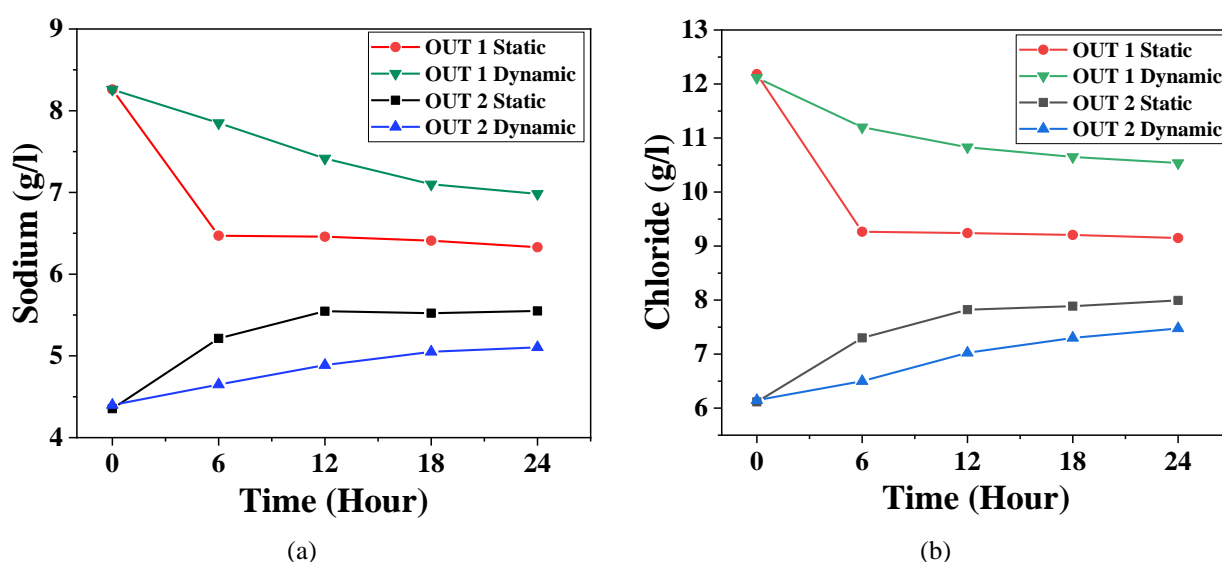 9
8
7
6
5
4
Sodium (g/l)
OUT 1 Static
OUT 1 Dynamic
OUT 2 Static
OUT 2 Dynamic
0 6 12 18 24
Time (Hour)
(a)
13
12
11
10
9
8
7
6
Chloride (g/l)
OUT 1 Static
OUT 1 Dynamic
OUT 2 Static
OUT 2 Dynamic
0 6 12 18 24
Time (Hour)
(b)